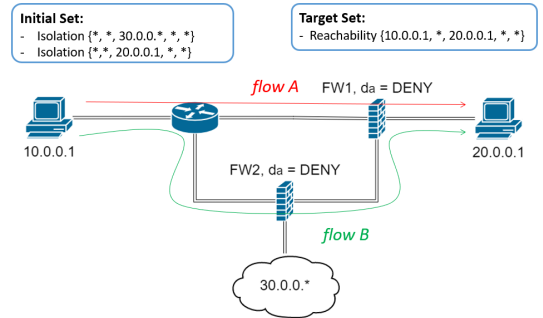 Initial Set:
- Isolation {*, *, 30.0.0.*, *, *}
- Isolation {*,*, 20.0.0.1, *, *}
Target Set:
- Reachability {10.0.0.1, *, 20.0.0.1, *, *}
flow A
FW1, da = DENY
10.0.0.1
20.0.0.1
FW2, da = DENY
flow B
30.0.0.*